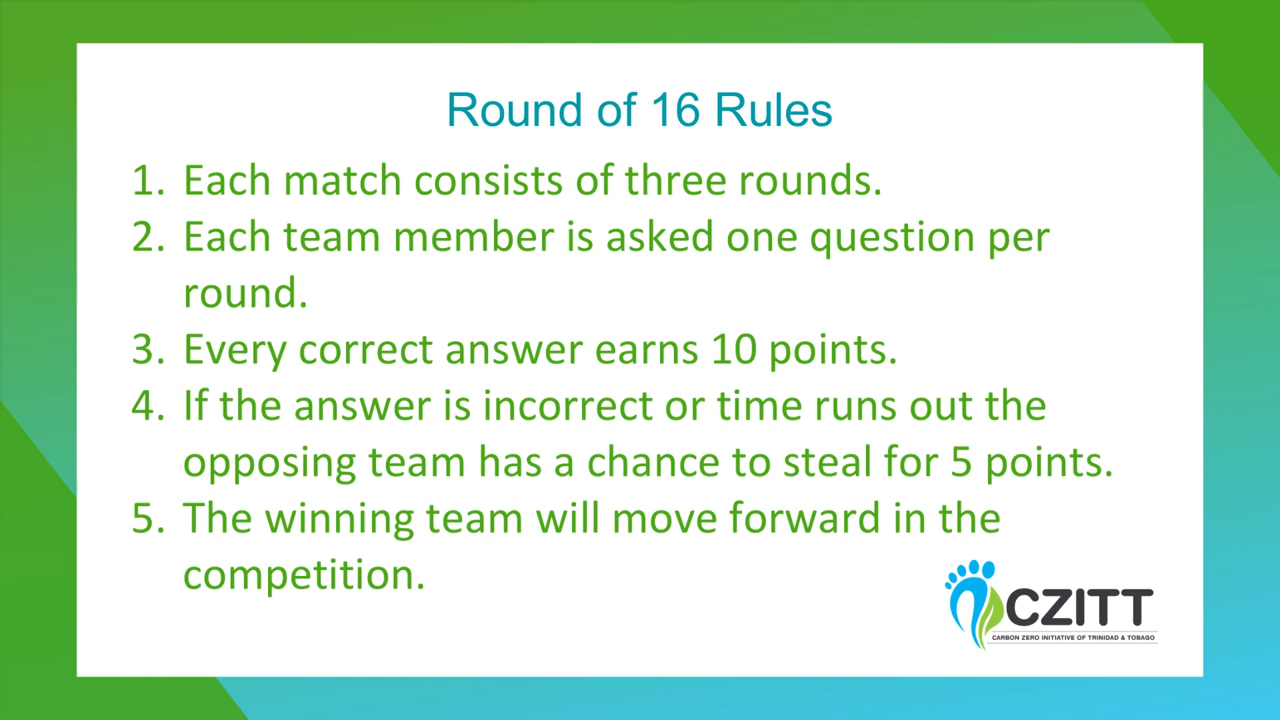 Round of 16 Rules
1. Each match consists of three rounds.
2. Each team member is asked one question per
round.
3. Every correct answer earns 10 points.
4. If the answer is incorrect or time runs out the
opposing team has a chance to steal for 5 points.
5. The winning team will move forward in the
competition.
CZITT
CARBON ZERO INITIATIVE OF TRINIDAD & TOBAGO